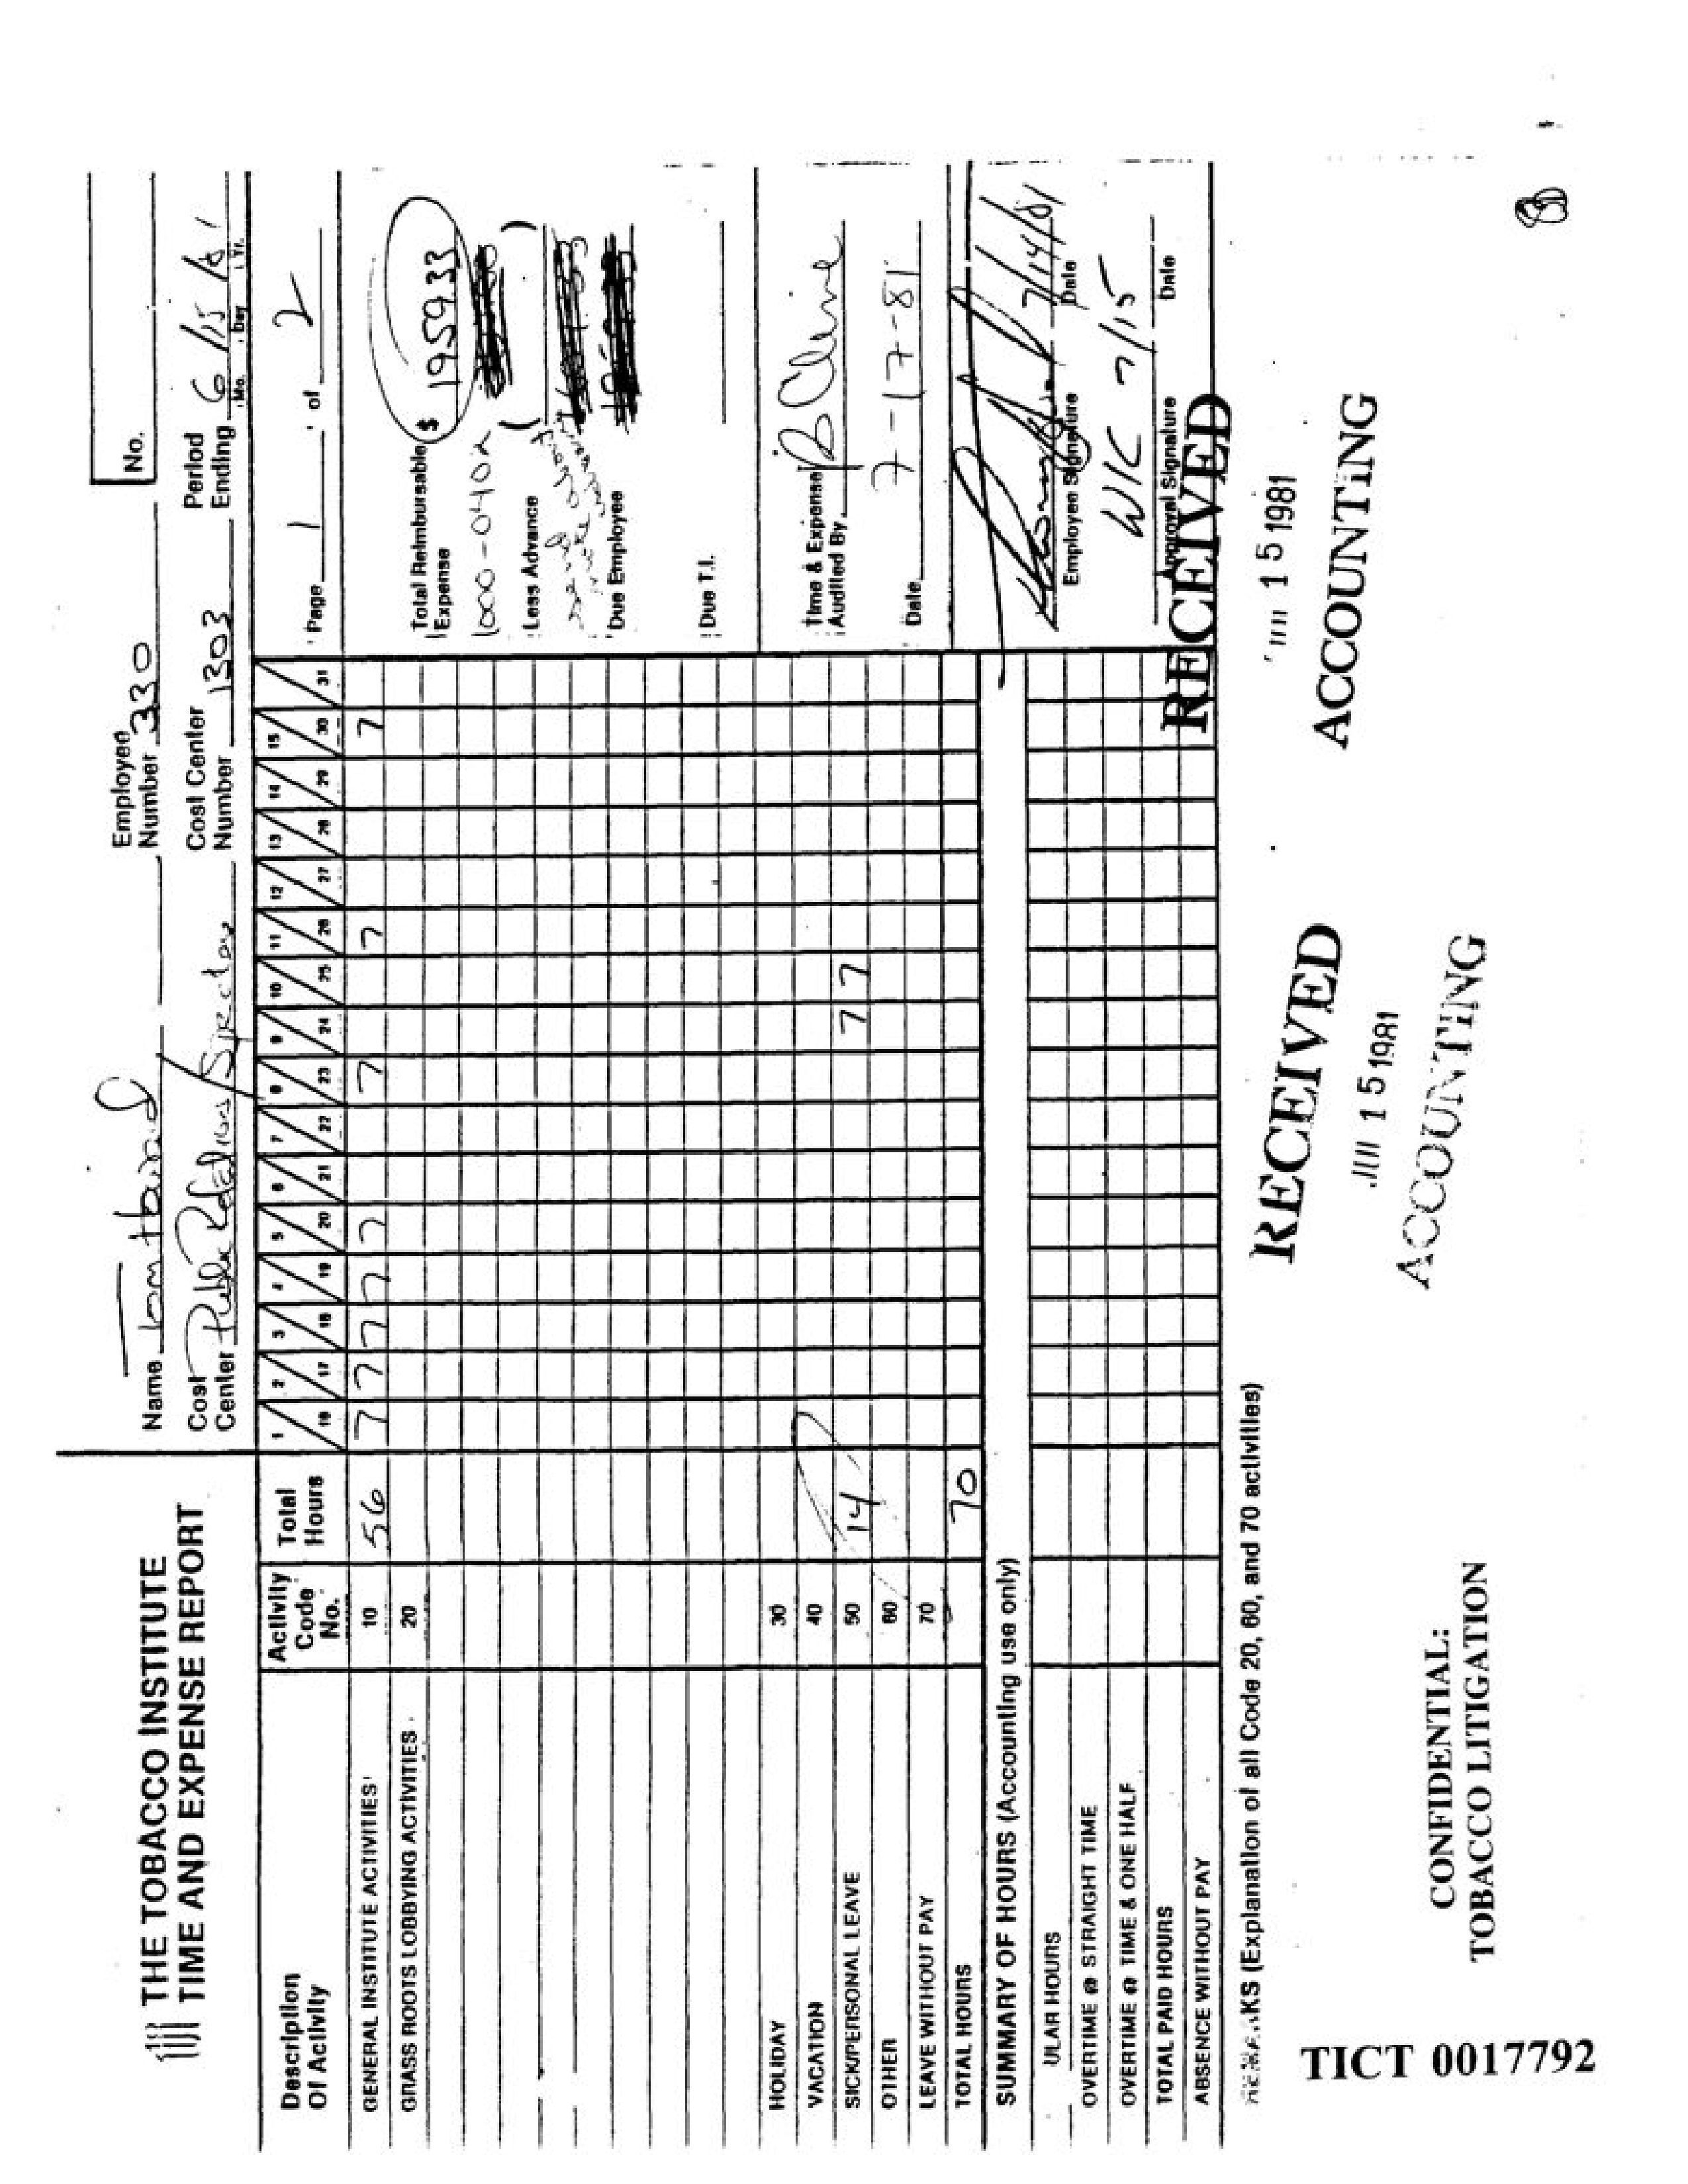 THE TOBACCO INSTITUTE
TIME AND EXPENSE REPORT
Name Tom Howard
Employee
Number 330
No.
Cost
Center Public Relations/Director
Cost Center
Number 1303
Period
Ending 6/15/81
Mo. Day Yr.
Description
Of Activity
Activity
Code
No.
Total
Hours
1 2 3 4 5 6 7 8 9 10 11 12 13 14 15
16 17 18 19 20 21 22 23 24 25 26 27 28 29 30 31
Page 1 of 2
GENERAL INSTITUTE ACTIVITIES 10 56 7 7 7 7 7 7 7 7
GRASS ROOTS LOBBYING ACTIVITIES 20
Total Reimbursable
Expense $ 1959.33
1000-0402
Less Advance ( )
Due Employee
Due T.I.
HOLIDAY 30
VACATION 40
SICK/PERSONAL LEAVE 50 14 7 7
OTHER 60
LEAVE WITHOUT PAY 70
TOTAL HOURS 70
Time & Expense
Audited By B Cline
Date 7-17-81
SUMMARY OF HOURS (Accounting use only)
ULAR HOURS
OVERTIME @ STRAIGHT TIME
OVERTIME @ TIME & ONE HALF
TOTAL PAID HOURS
ABSENCE WITHOUT PAY
7/14/81
Employee Signature Date
WK 7/15
Approval Signature Date
KS (Explanation of all Code 20, 60, and 70 activities)
RECEIVED
15 1981
ACCOUNTING
RECEIVED
15 1981
ACCOUNTING
CONFIDENTIAL:
TOBACCO LITIGATION
TICT 0017792